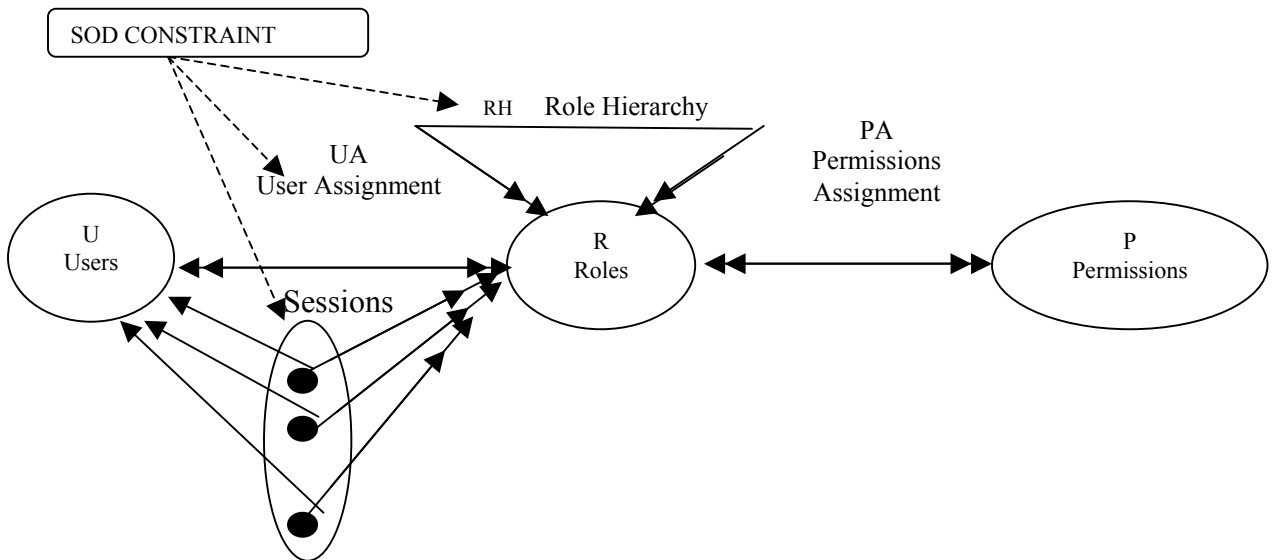 SOD CONSTRAINT
RH Role Hierarchy
PA
Permissions
Assignment
UA
User Assignment
U
Users
R
Roles
P
Permissions
Sessions